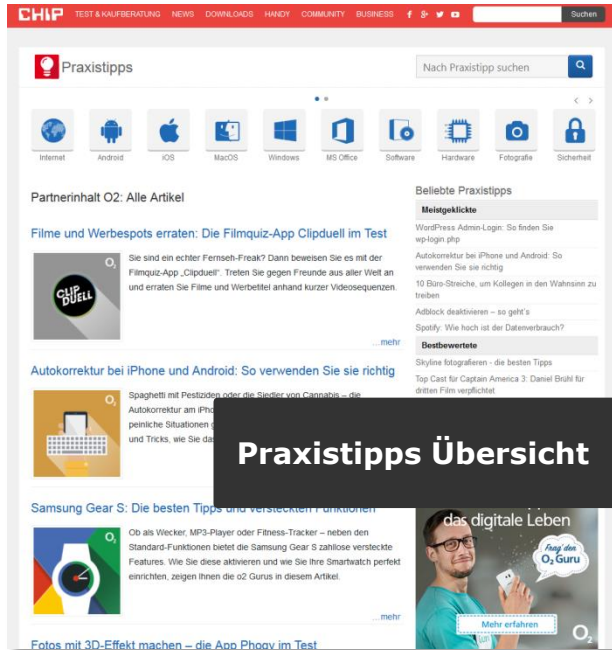 CHIP TEST & KAUFBERATUNG NEWS DOWNLOADS HANDY COMMUNITY BUSINESS Suchen
Praxistipps
Nach Praxistipp suchen
Internet Android iOS MacOS Windows MS Office Software Hardware Fotografie Sicherheit
Partnerinhalt O2: Alle Artikel
Filme und Werbespots erraten: Die Filmquiz-App Clipduell im Test
O₂
CLIP
DUELL
Sie sind ein echter Fernseh-Freak? Dann beweisen Sie es mit der
Filmquiz-App „Clipduell". Treten Sie gegen Freunde aus aller Welt an
und erraten Sie Filme und Werbetitel anhand kurzer Videosequenzen.
...mehr
Autokorrektur bei iPhone und Android: So verwenden Sie sie richtig
O₂
Spaghetti mit Pestiziden oder die Siedler von Cannabis – die
Autokorrektur am
peinliche Situationen
und Tricks, wie Sie
Samsung Gear S: Die besten Tipps und versteckten Funktionen
O₂
Ob als Wecker, MP3-Player oder Fitness-Tracker – neben den
Standard-Funktionen bietet die Samsung Gear S zahllose versteckte
Features. Wie Sie diese aktivieren und wie Sie Ihre Smartwatch perfekt
einrichten, zeigen Ihnen die o2 Gurus in diesem Artikel.
...mehr
Fotos mit 3D-Effekt machen – die App Phogy im Test
Beliebte Praxistipps
Meistgeklickte
WordPress Admin-Login: So finden Sie
wp-login.php
Autokorrektur bei iPhone und Android: So
verwenden Sie sie richtig
10 Büro-Streiche, um Kollegen in den Wahnsinn zu
treiben
Adblock deaktivieren – so geht's
Spotify: Wie hoch ist der Datenverbrauch?
Bestbewertete
Skyline fotografieren - die besten Tipps
Top Cast für Captain America 3: Daniel Brühl für
dritten Film verpflichtet
Praxistipps Übersicht
das digitale Leben
Frag' den
O₂ Guru
Mehr erfahren
O₂